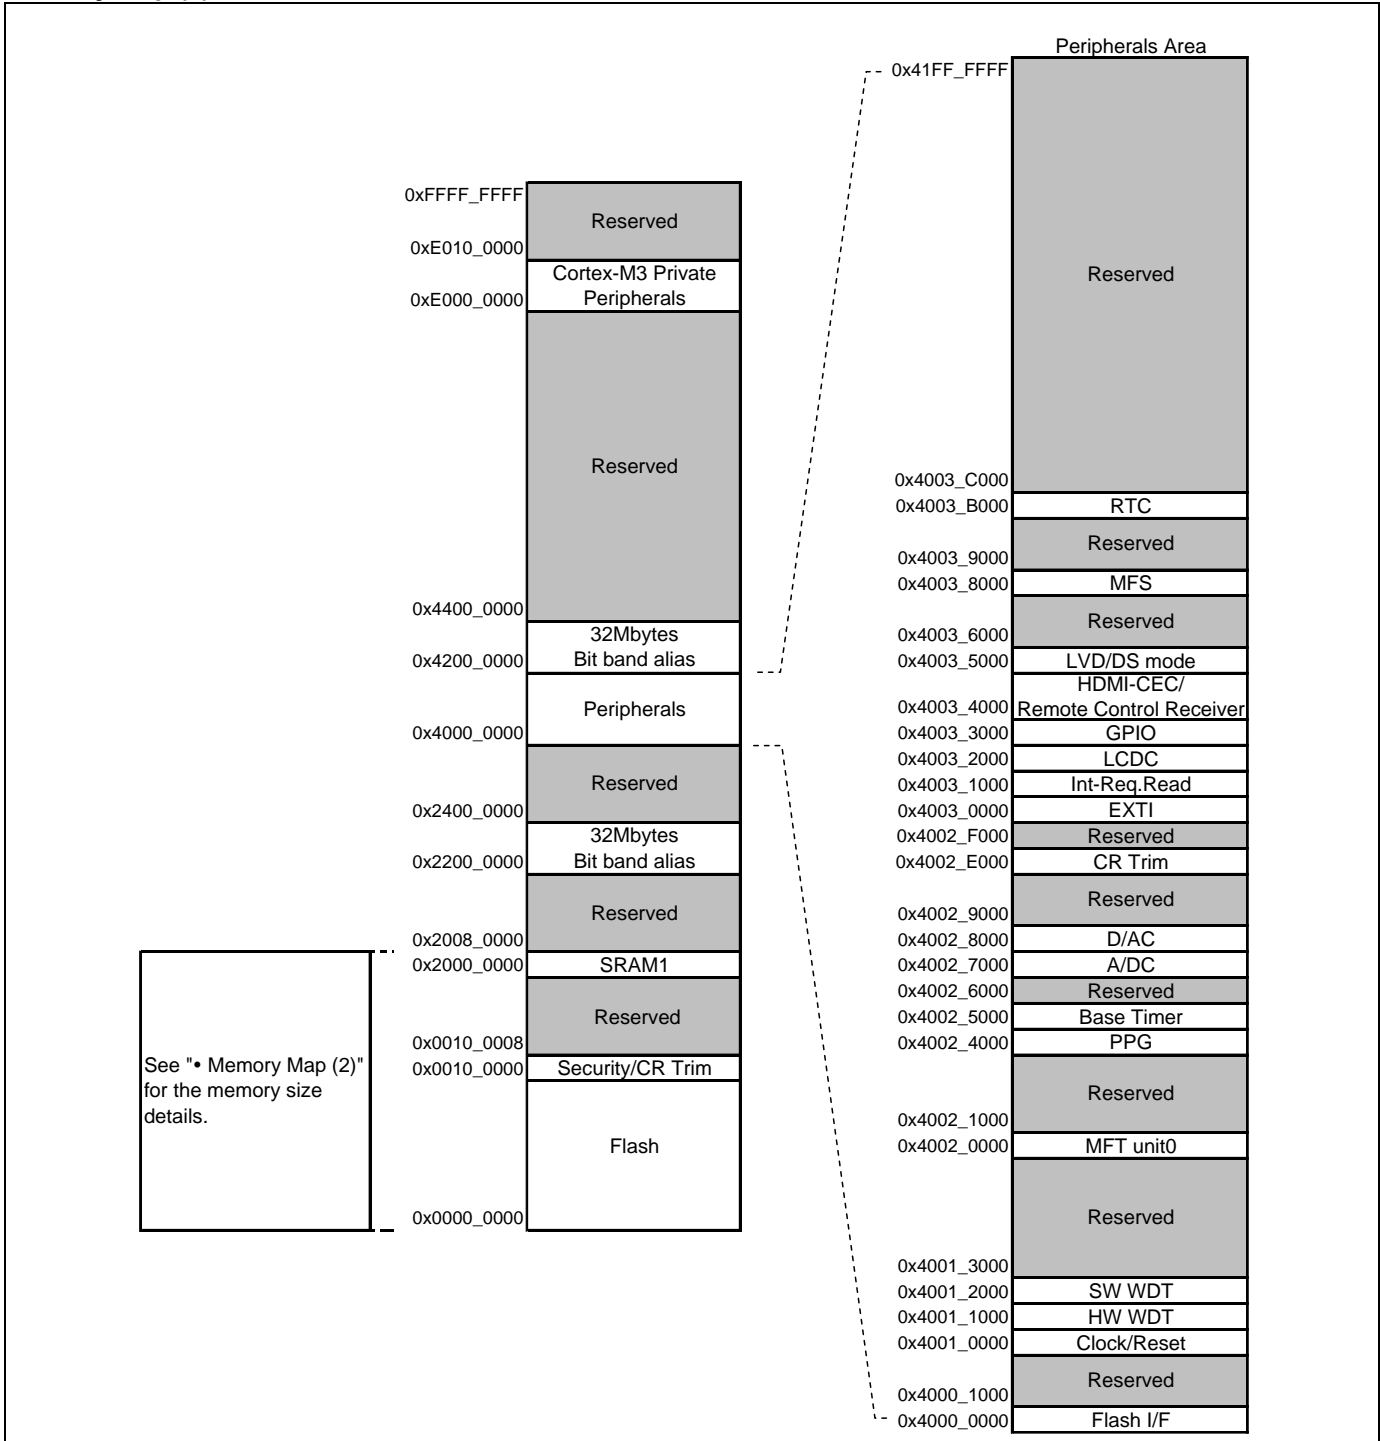 Peripherals Area
0x41FF_FFFF
Reserved
0x4003_C000
0x4003_B000 RTC
Reserved
0x4003_9000
0x4003_8000 MFS
Reserved
0x4003_6000
0x4003_5000 LVD/DS mode
HDMI-CEC/
0x4003_4000 Remote Control Receiver
0x4003_3000 GPIO
0x4003_2000 LCDC
0x4003_1000 Int-Req.Read
0x4003_0000 EXTI
0x4002_F000 Reserved
0x4002_E000 CR Trim
Reserved
0x4002_9000
0x4002_8000 D/AC
0x4002_7000 A/DC
0x4002_6000 Reserved
0x4002_5000 Base Timer
0x4002_4000 PPG
Reserved
0x4002_1000
0x4002_0000 MFT unit0
Reserved
0x4001_3000
0x4001_2000 SW WDT
0x4001_1000 HW WDT
0x4001_0000 Clock/Reset
Reserved
0x4000_1000
0x4000_0000 Flash I/F
0xFFFF_FFFF
Reserved
0xE010_0000
Cortex-M3 Private
0xE000_0000 Peripherals
Reserved
0x4400_0000
32Mbytes
0x4200_0000 Bit band alias
Peripherals
0x4000_0000
Reserved
0x2400_0000
32Mbytes
0x2200_0000 Bit band alias
Reserved
0x2008_0000
0x2000_0000 SRAM1
Reserved
0x0010_0008
0x0010_0000 Security/CR Trim
Flash
0x0000_0000
See "• Memory Map (2)"
for the memory size
details.